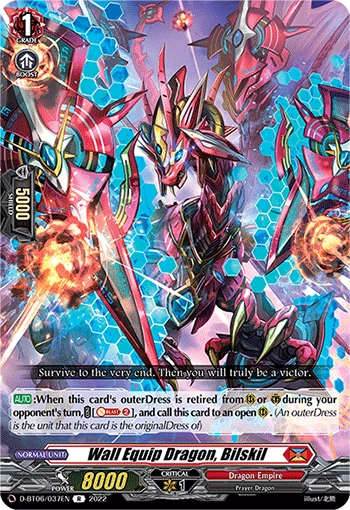 1
GRADE
BOOST
5000
SHIELD
Survive to the very end. Then you will truly be a victor.
AUTO :When this card's outerDress is retired from or during your
opponent's turn, [ BLAST 2], and call this card to an open . (An outerDress
is the unit that this card is the originalDress of)
NORMAL UNIT
Wall Equip Dragon, Bilskil
POWER 8000
CRITICAL
1
Dragon Empire
Prayer Dragon
D-BT06/037EN R 2022
illust/北熊